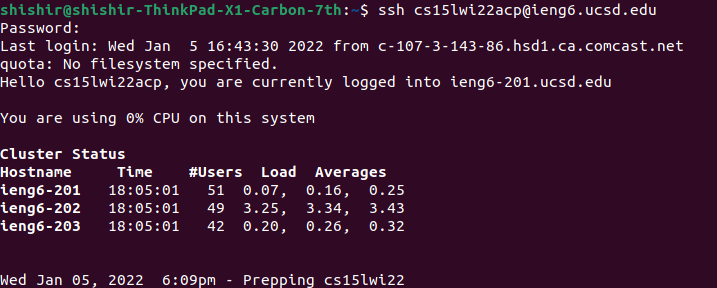 shishir@shishir-ThinkPad-X1-Carbon-7th:~$ ssh cs15lwi22acp@ieng6.ucsd.edu
Password:
Last login: Wed Jan  5 16:43:30 2022 from c-107-3-143-86.hsd1.ca.comcast.net
quota: No filesystem specified.
Hello cs15lwi22acp, you are currently logged into ieng6-201.ucsd.edu

You are using 0% CPU on this system

Cluster Status
Hostname     Time    #Users  Load  Averages
ieng6-201   18:05:01   51  0.07,  0.16,  0.25
ieng6-202   18:05:01   49  3.25,  3.34,  3.43
ieng6-203   18:05:01   42  0.20,  0.26,  0.32

Wed Jan 05, 2022  6:09pm - Prepping cs15lwi22